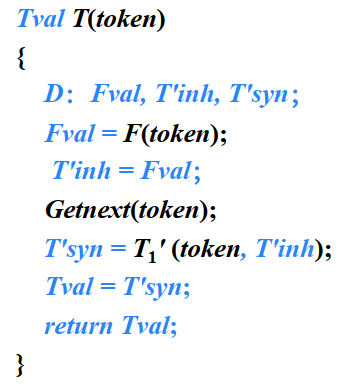 Tval T(token)
{
D： Fval, T'inh, T'syn；
Fval = F(token);
T'inh = Fval；
Getnext(token);
T'syn = T₁' (token, T'inh);
Tval = T'syn;
return Tval;
}